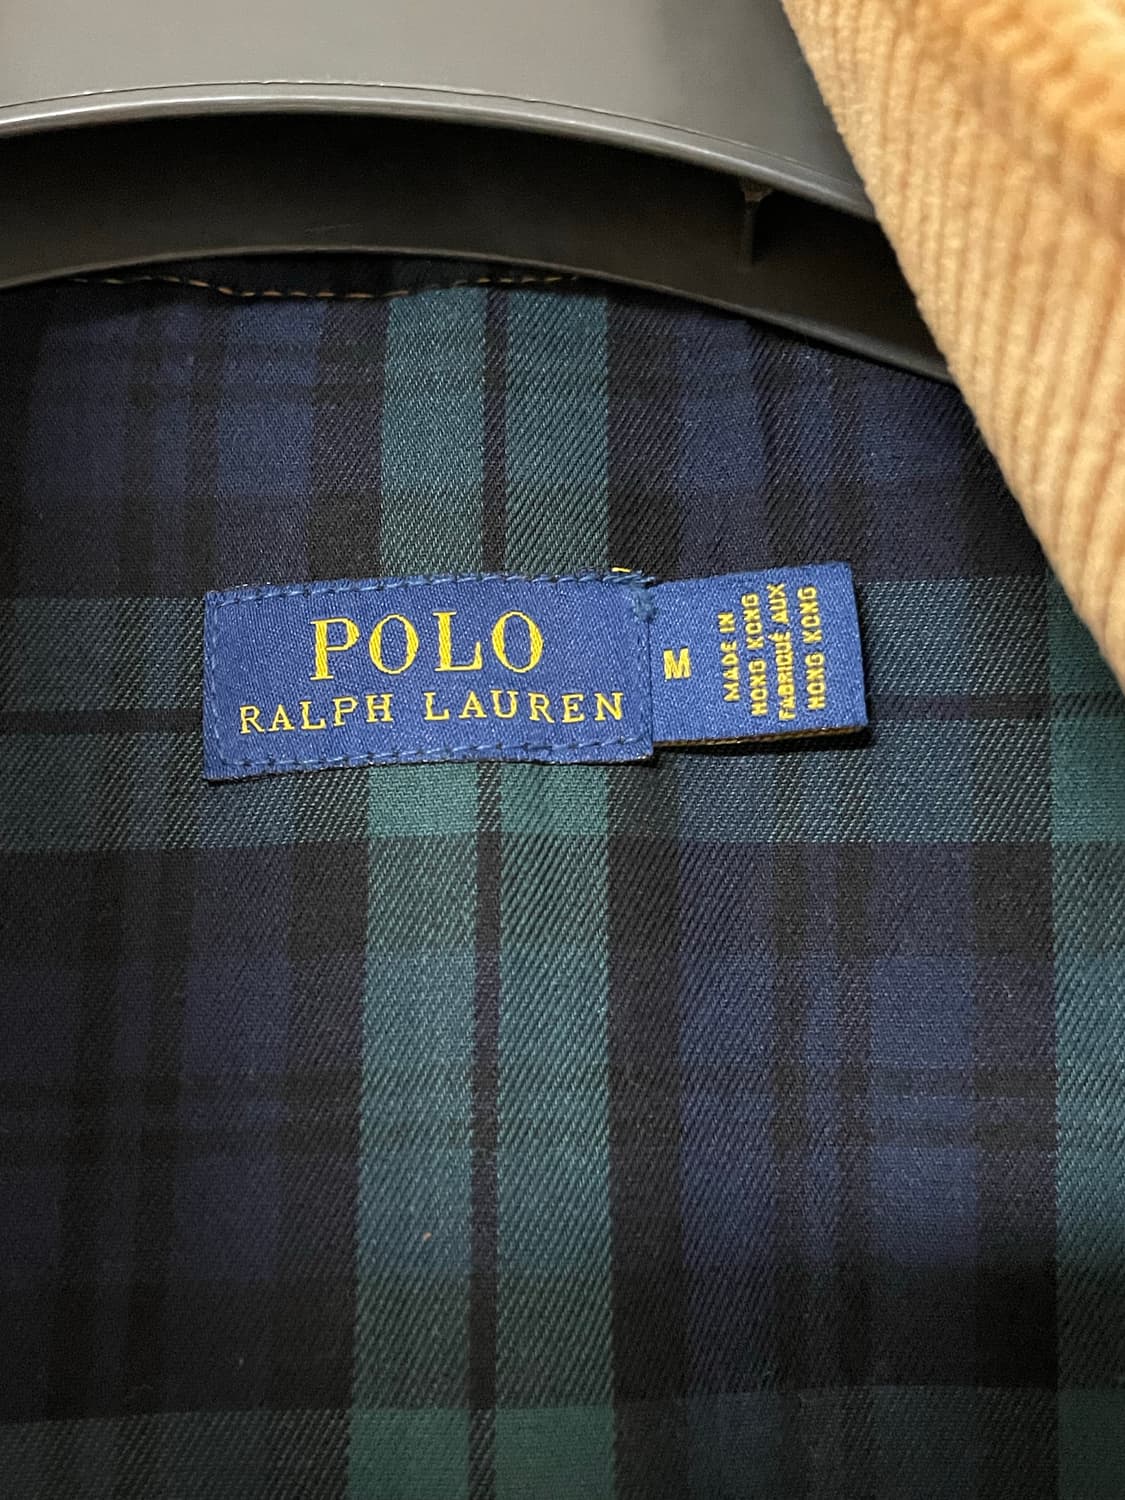 POLO
RALPH LAUREN
M
MADE IN
HONG KONG
FABRIQUÉ AUX
HONG KONG